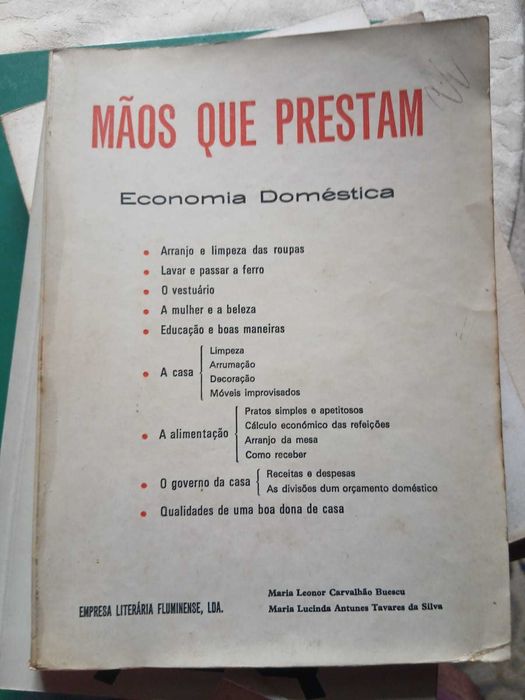 MÃOS QUE PRESTAM
Economia Doméstica
• Arranjo e limpeza das roupas
• Lavar e passar a ferro
• O vestuário
• A mulher e a beleza
• Educação e boas maneiras
• A casa
Limpeza
Arrumação
Decoração
Móveis improvisados
• A alimentação
Pratos simples e apetitosos
Cálculo económico das refeições
Arranjo da mesa
Como receber
• O governo da casa
Receitas e despesas
As divisões dum orçamento doméstico
• Qualidades de uma boa dona de casa
EMPRESA LITERÁRIA FLUMINENSE, LDA.
Maria Leonor Carvalhão Buescu
Maria Lucinda Antunes Tavares da Silva